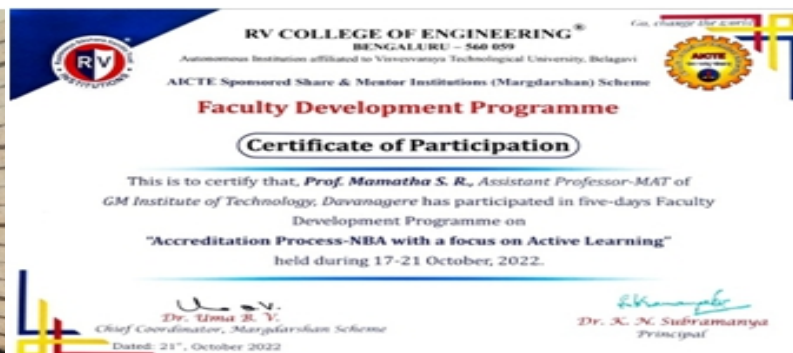 Go, change the world
RV COLLEGE OF ENGINEERING®
BENGALURU – 560 059
Autonomous Institution affiliated to Visvesvaraya Technological University, Belagavi
RV
INSTITUTIONS
AICTE
AICTE Sponsored Share & Mentor Institutions (Margdarshan) Scheme
Faculty Development Programme
Certificate of Participation
This is to certify that, Prof. Mamatha S. R., Assistant Professor-MAT of
GM Institute of Technology, Davanagere has participated in five-days Faculty
Development Programme on
"Accreditation Process-NBA with a focus on Active Learning"
held during 17-21 October, 2022.
Dr. Uma B. V.
Chief Coordinator, Margdarshan Scheme
Dated: 21st, October 2022
Dr. K. N. Subramanya
Principal